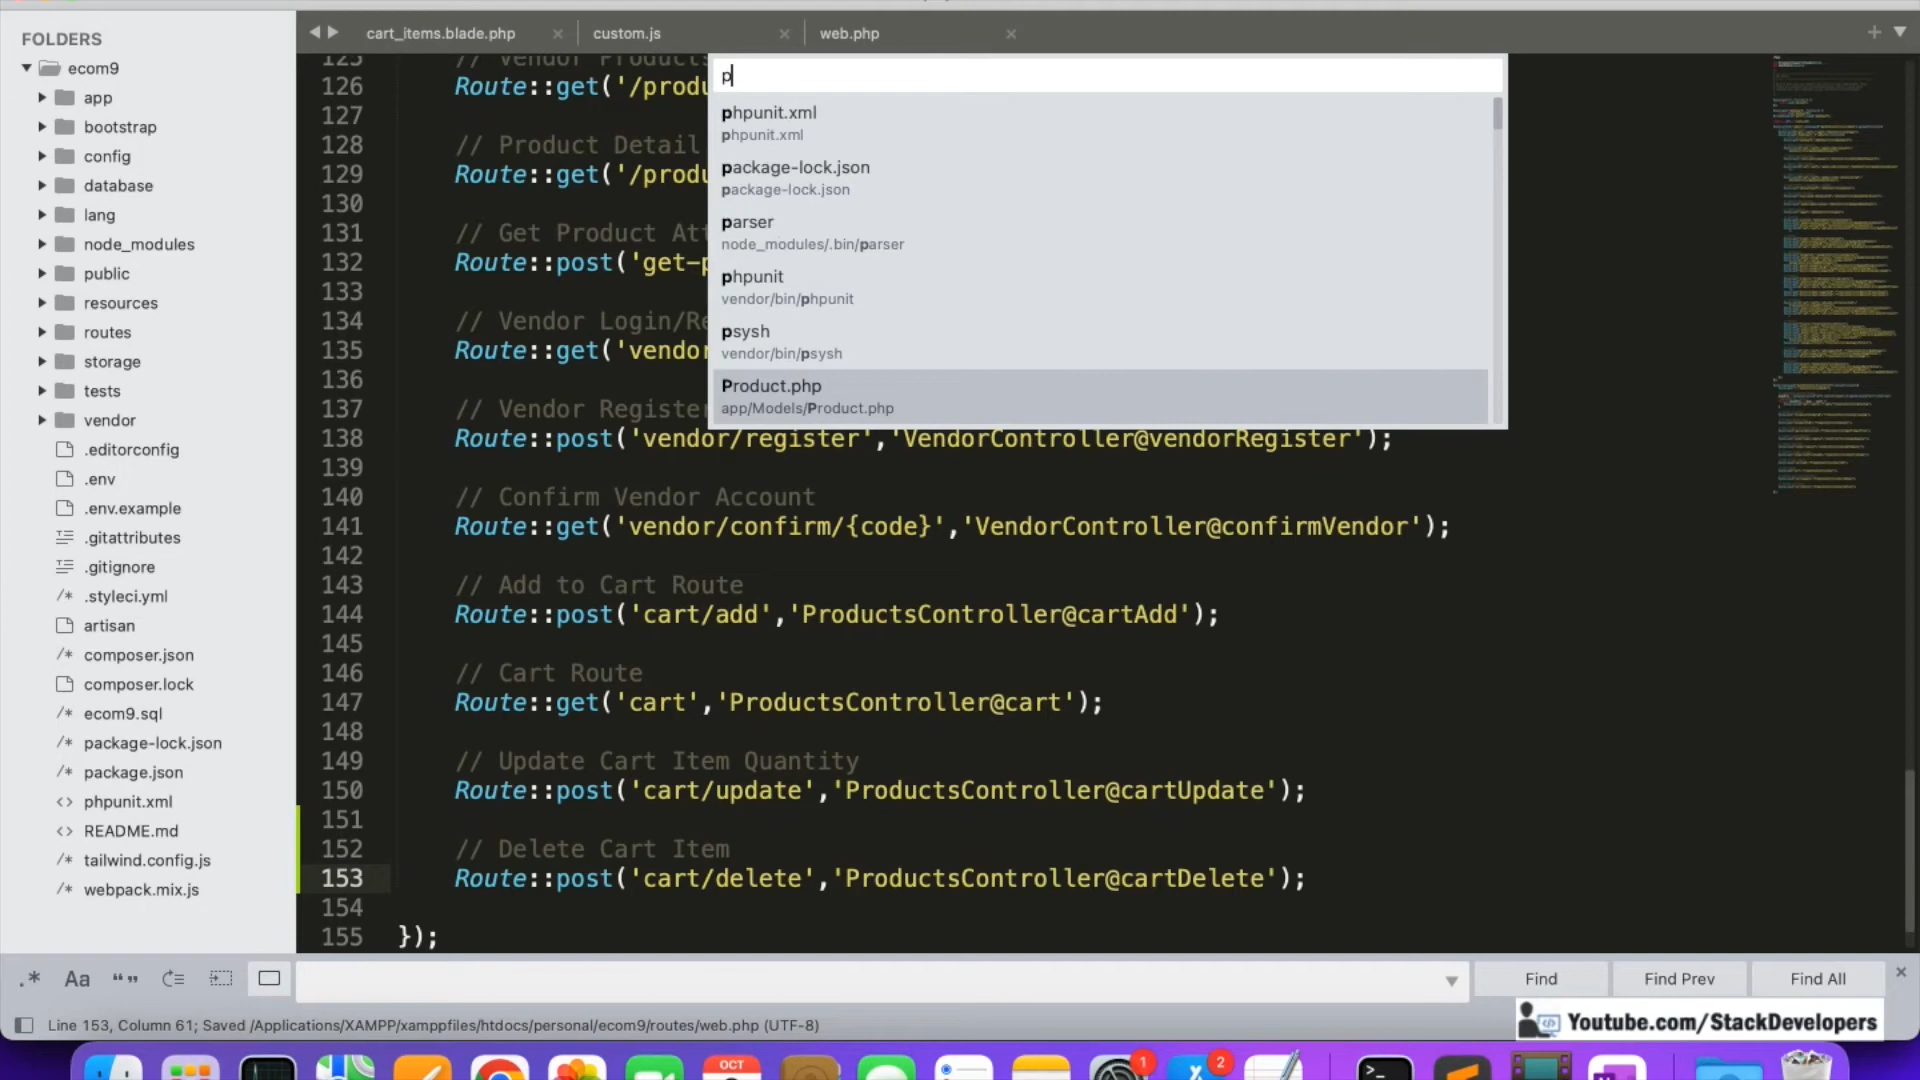 FOLDERS
ecom9
app
bootstrap
config
database
lang
node_modules
public
resources
routes
storage
tests
vendor
.editorconfig
.env
.env.example
.gitattributes
.gitignore
/* .styleci.yml
artisan
/* composer.json
composer.lock
/* ecom9.sql
/* package-lock.json
/* package.json
<> phpunit.xml
<> README.md
/* tailwind.config.js
/* webpack.mix.js
cart_items.blade.php
custom.js
web.php
p
phpunit.xml
phpunit.xml
package-lock.json
package-lock.json
parser
node_modules/.bin/parser
phpunit
vendor/bin/phpunit
psysh
vendor/bin/psysh
Product.php
app/Models/Product.php
125 // Vendor Products
126 Route::get('/produ
127
128 // Product Detail
129 Route::get('/produ
130
131 // Get Product Att
132 Route::post('get-p
133
134 // Vendor Login/Re
135 Route::get('vendor
136
137 // Vendor Register
138 Route::post('vendor/register','VendorController@vendorRegister');
139
140 // Confirm Vendor Account
141 Route::get('vendor/confirm/{code}','VendorController@confirmVendor');
142
143 // Add to Cart Route
144 Route::post('cart/add','ProductsController@cartAdd');
145
146 // Cart Route
147 Route::get('cart','ProductsController@cart');
148
149 // Update Cart Item Quantity
150 Route::post('cart/update','ProductsController@cartUpdate');
151
152 // Delete Cart Item
153 Route::post('cart/delete','ProductsController@cartDelete');
154
155 });
.* Aa “”
Find
Find Prev
Find All
Line 153, Column 61; Saved /Applications/XAMPP/xamppfiles/htdocs/personal/ecom9/routes/web.php (UTF-8)
Youtube.com/StackDevelopers
OCT
1
2